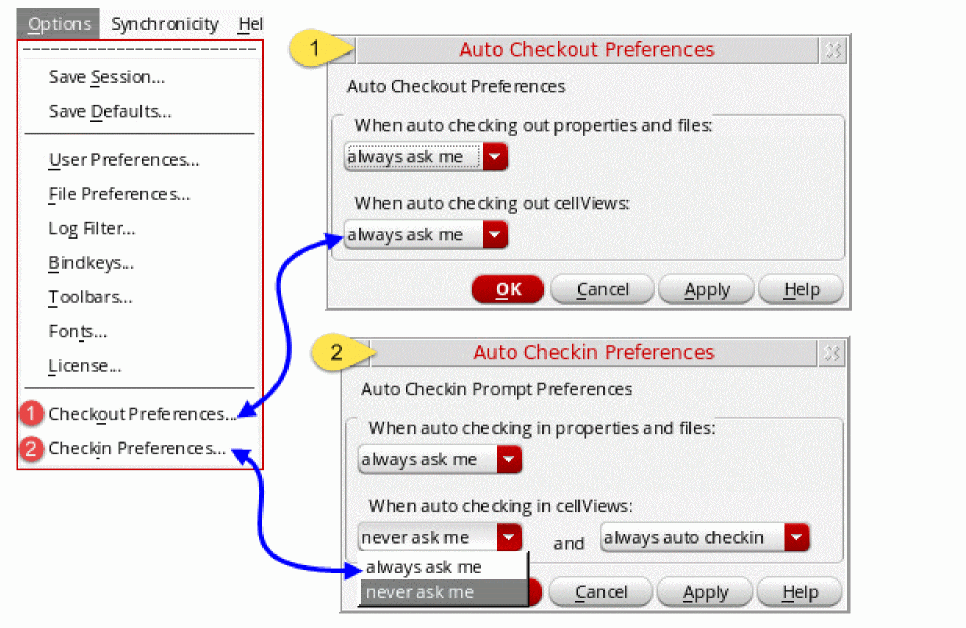 Options Synchronicity Hel
Save Session...
Save Defaults...
User Preferences...
File Preferences...
Log Filter...
Bindkeys...
Toolbars...
Fonts...
License...
1 Checkout Preferences...
2 Checkin Preferences...
1 Auto Checkout Preferences
Auto Checkout Preferences
When auto checking out properties and files:
always ask me
When auto checking out cellViews:
always ask me
OK Cancel Apply Help
2 Auto Checkin Preferences
Auto Checkin Prompt Preferences
When auto checking in properties and files:
always ask me
When auto checking in cellViews:
never ask me and always auto checkin
always ask me
never ask me
Cancel Apply Help